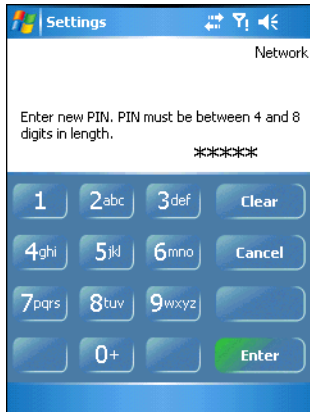 Settings
Network
Enter new PIN. PIN must be between 4 and 8
digits in length.
*****
1 2abc 3def Clear
4ghi 5jkl 6mno Cancel
7pqrs 8tuv 9wxyz
0+ Enter